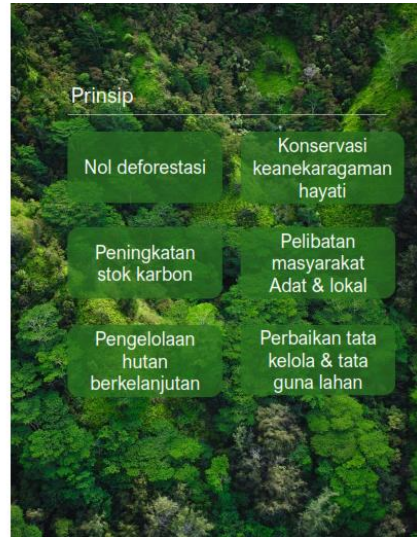 Prinsip
Nol deforestasi
Konservasi
keanekaragaman
hayati
Peningkatan
stok karbon
Pelibatan
masyarakat
Adat & lokal
Pengelolaan
hutan
berkelanjutan
Perbaikan tata
kelola & tata
guna lahan